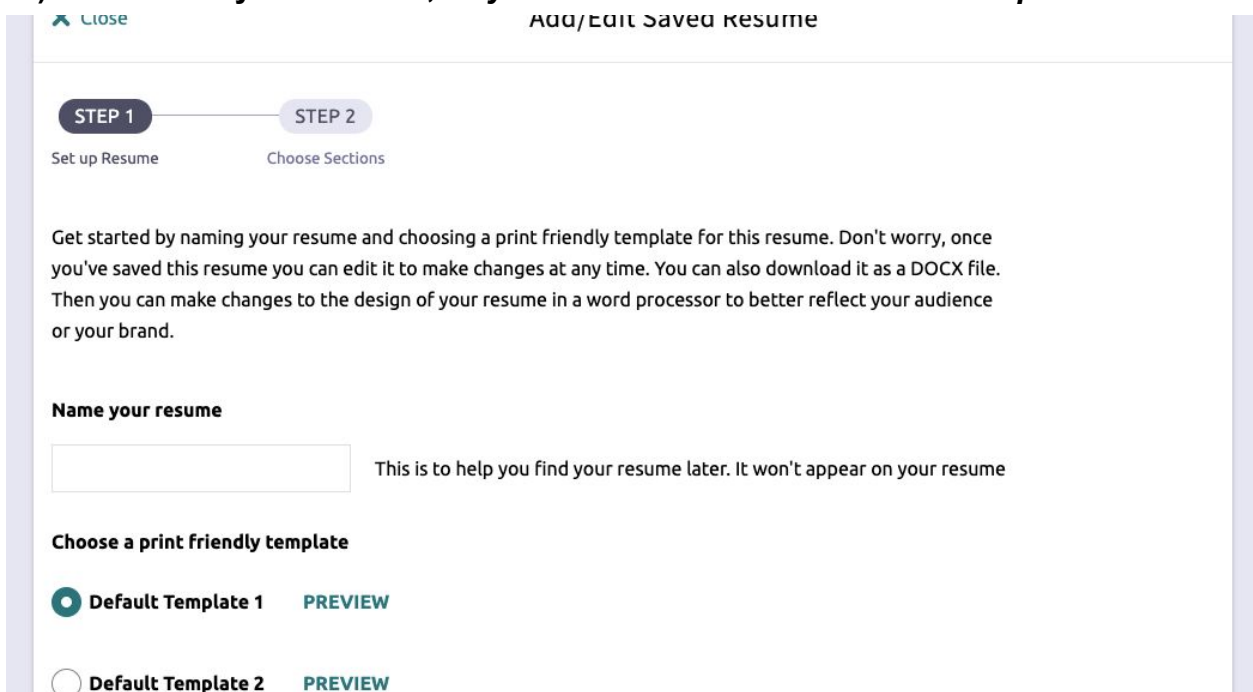 X Close
Add/Edit Saved Resume
STEP 1
STEP 2
Set up Resume
Choose Sections
Get started by naming your resume and choosing a print friendly template for this resume. Don't worry, once
you've saved this resume you can edit it to make changes at any time. You can also download it as a DOCX file.
Then you can make changes to the design of your resume in a word processor to better reflect your audience
or your brand.
Name your resume
This is to help you find your resume later. It won't appear on your resume
Choose a print friendly template
Default Template 1 PREVIEW
Default Template 2 PREVIEW